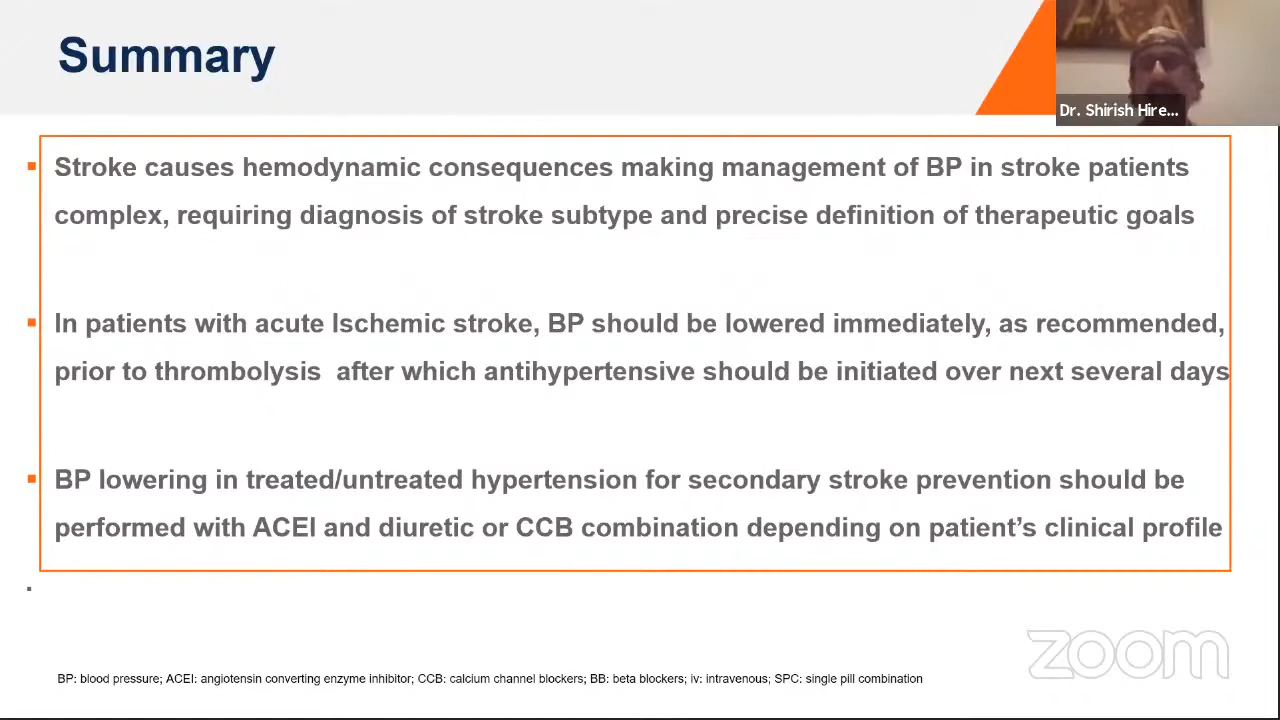 Summary
Dr. Shirish Hire...
▪ Stroke causes hemodynamic consequences making management of BP in stroke patients
complex, requiring diagnosis of stroke subtype and precise definition of therapeutic goals
▪ In patients with acute Ischemic stroke, BP should be lowered immediately, as recommended,
prior to thrombolysis  after which antihypertensive should be initiated over next several days
▪ BP lowering in treated/untreated hypertension for secondary stroke prevention should be
performed with ACEI and diuretic or CCB combination depending on patient’s clinical profile
▪
zoom
BP: blood pressure; ACEI: angiotensin converting enzyme inhibitor; CCB: calcium channel blockers; BB: beta blockers; iv: intravenous; SPC: single pill combination